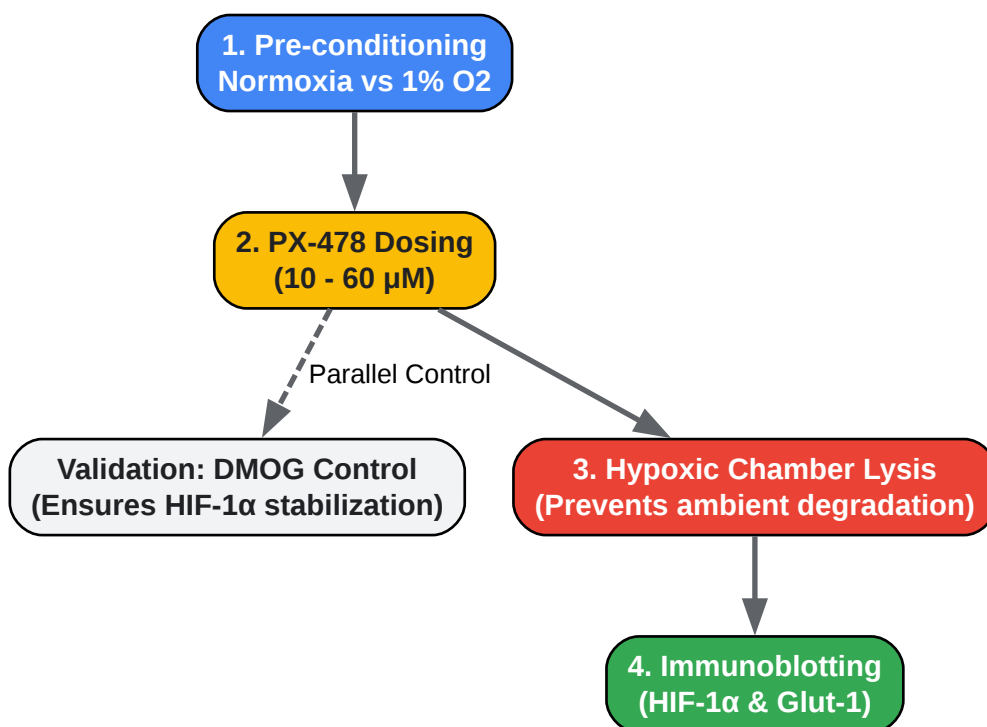 1. Pre-conditioning
Normoxia vs 1% O2
2. PX-478 Dosing
(10 - 60 μM)
Parallel Control
Validation: DMOG Control
(Ensures HIF-1α stabilization)
3. Hypoxic Chamber Lysis
(Prevents ambient degradation)
4. Immunoblotting
(HIF-1α & Glut-1)